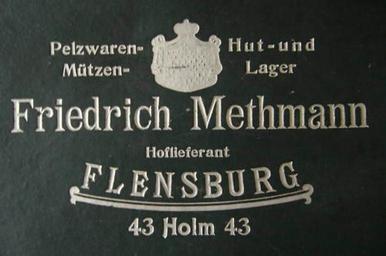 Pelzwaren- Hut- und
Mützen- Lager
Friedrich Methmann
Hoflieferant
FLENSBURG
43 Holm 43